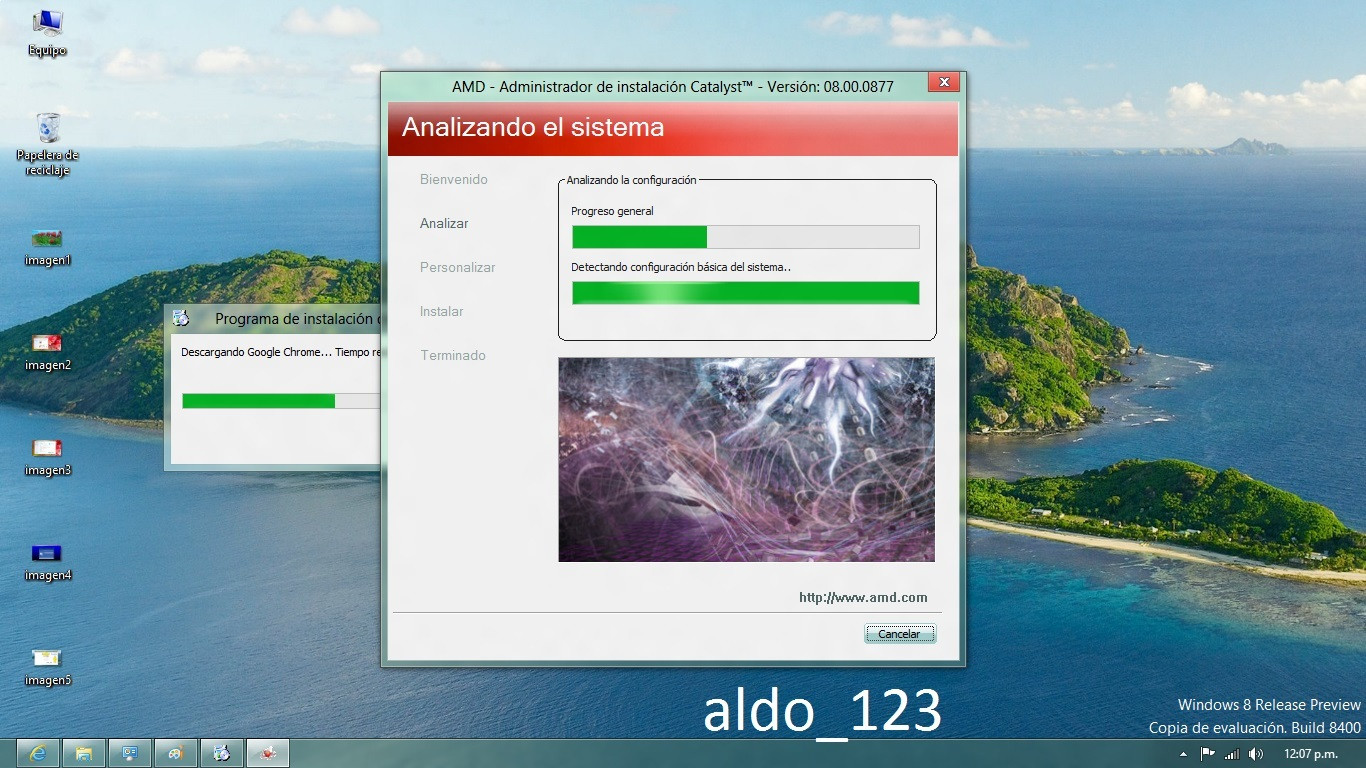 Equipo
Papelera de
reciclaje
imagen1
imagen2
imagen3
imagen4
imagen5
Programa de instalación
Descargando Google Chrome... Tiempo
AMD - Administrador de instalación Catalyst™ - Versión: 08.00.0877
Analizando el sistema
Bienvenido
Analizar
Personalizar
Instalar
Terminado
Analizando la configuración
Progreso general
Detectando configuración básica del sistema..
http://www.amd.com
Cancelar
aldo_123
Windows 8 Release Preview
Copia de evaluación. Build 8400
12:07 p.m.